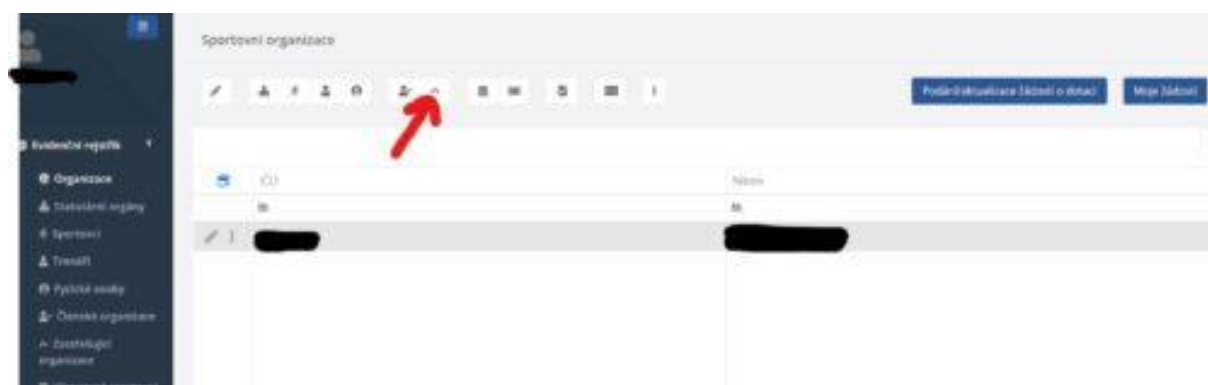 Sportovní organizace
Podání/aktualizace žádosti o dotaci
Moje žádosti
Evidenční rejstřík
Organizace
Statutární orgány
Sportovci
Trenéři
Fyzické osoby
Členské organizace
Zastřešující
organizace
IČO
Název